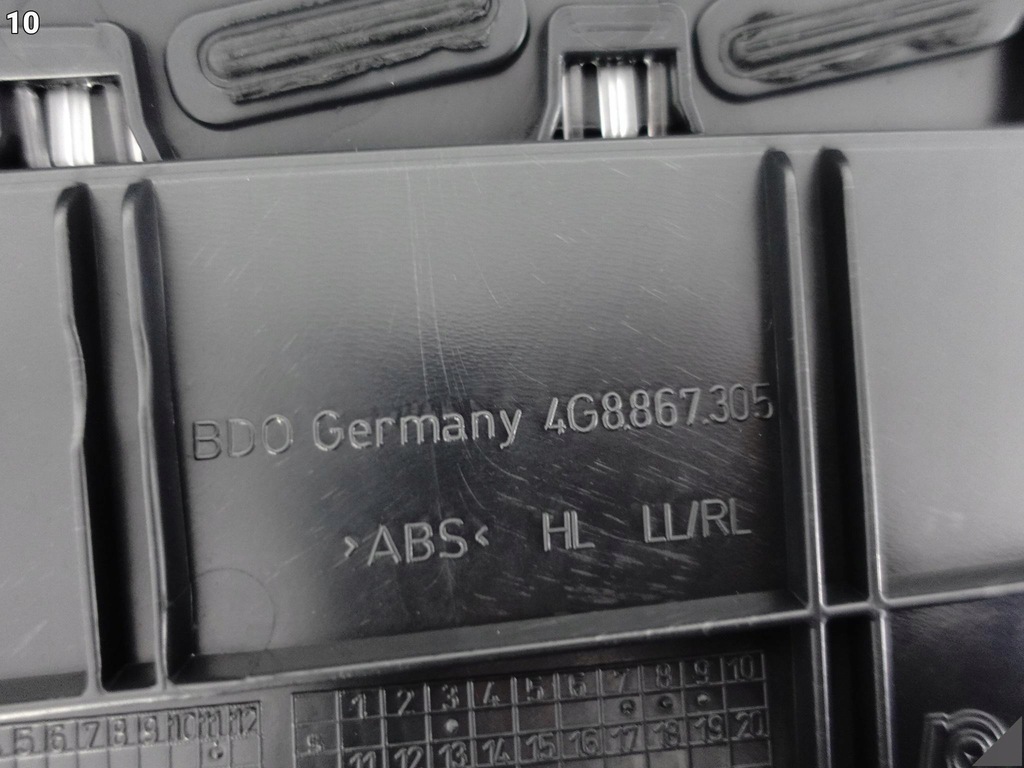 10
BDO Germany 4G8.867.305
>ABS< HL LL/RL
1 2 3 4 5 6 7 8 9 10
5 6 7 8 9 10 11 12
S 11 12 13 14 15 16 17 18 19 20